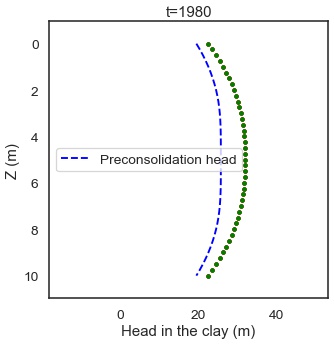 t=1980
0
2
4
6
8
10
Z (m)
Preconsolidation head
0
20
40
Head in the clay (m)